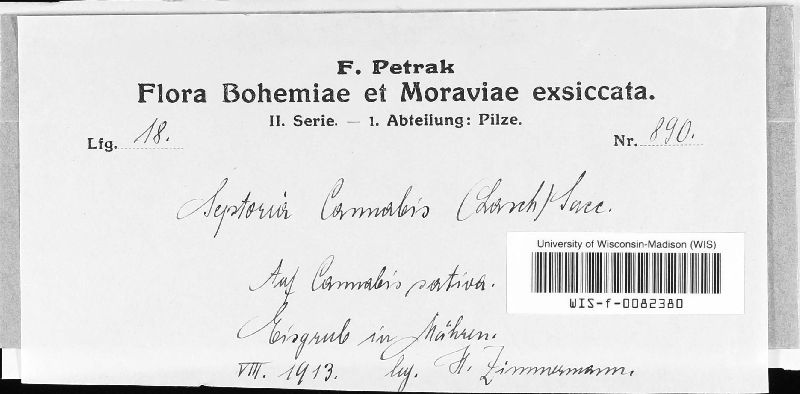 F. Petrak
Flora Bohemiae et Moraviae exsiccata.
II. Serie. — 1. Abteilung: Pilze.
Lfg. 18. Nr. 890.
Septoria Cannabis (Lasch) Sacc.
University of Wisconsin-Madison (WIS)
WIS-f-0082380
Auf Cannabis sativa.
Eisgrub in Mähren.
VIII. 1913. leg. H. Zimmermann.